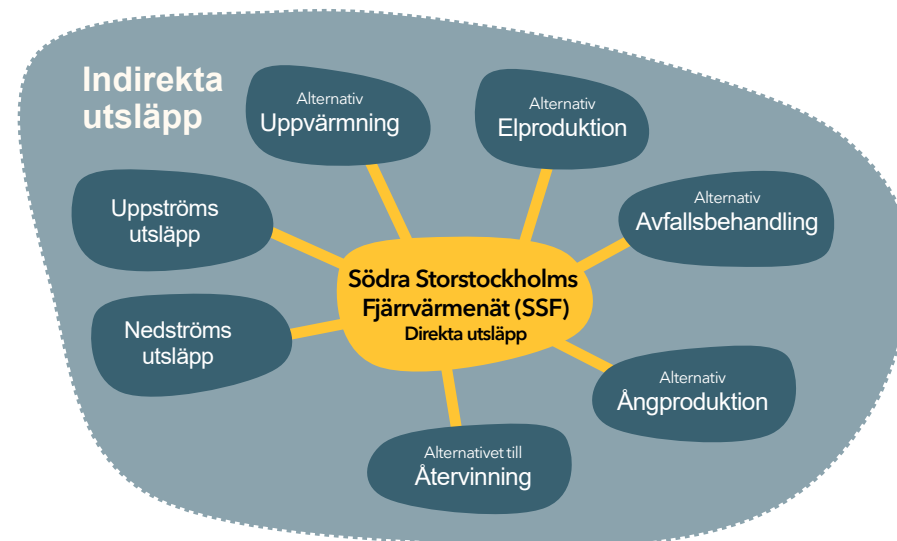 Indirekta
utsläpp
Alternativ
Uppvärmning
Alternativ
Elproduktion
Alternativ
Avfallsbehandling
Uppströms
utsläpp
Södra Storstockholms
Fjärrvärmenät (SSF)
Direkta utsläpp
Nedströms
utsläpp
Alternativ
Ångproduktion
Alternativet till
Återvinning